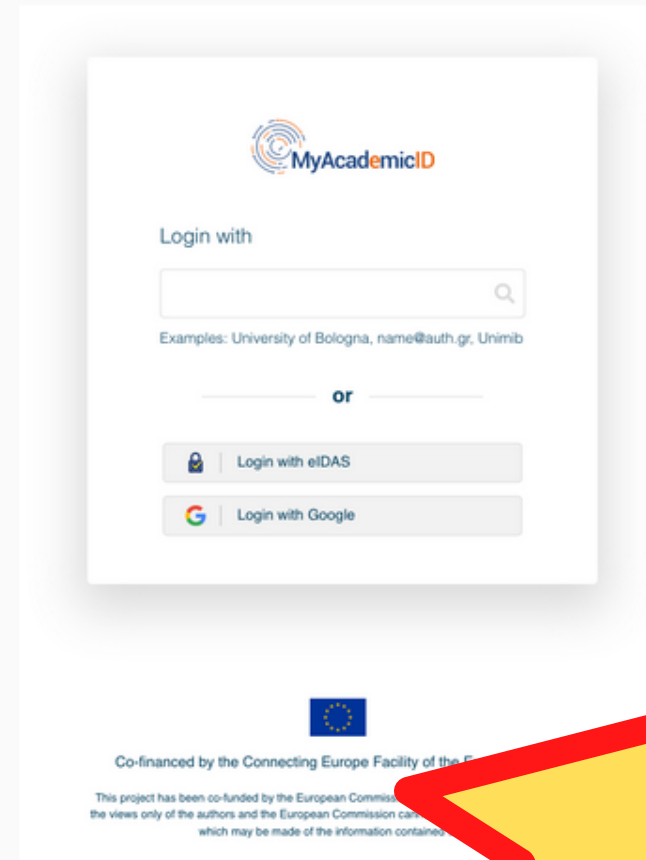 MyAcademicID
Login with
Examples: University of Bologna, name@auth.gr, Unimib
or
Login with eIDAS
Login with Google
Co-financed by the Connecting Europe Facility of the
This project has been co-funded by the European
the views only of the authors and the European Commission
which may be made of the information contained